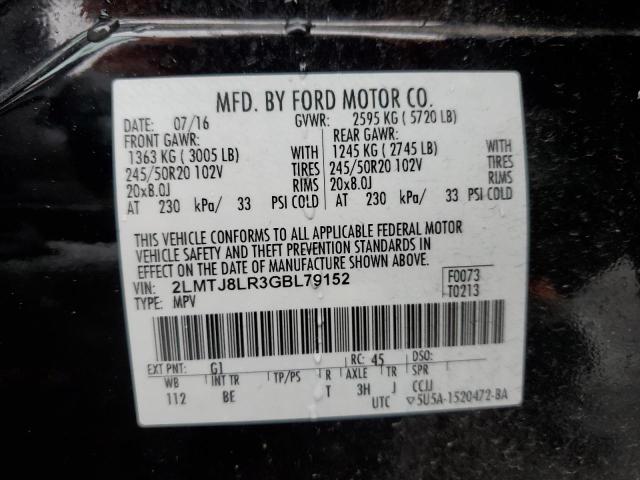 MFD. BY FORD MOTOR CO.
DATE: 07/16 GVWR: 2595 KG ( 5720 LB)
FRONT GAWR: REAR GAWR:
1363 KG ( 3005 LB) WITH 1245 KG ( 2745 LB) WITH
245/50R20 102V TIRES 245/50R20 102V TIRES
20x8.0J RIMS 20x8.0J RIMS
AT 230 kPa/ 33 PSI COLD AT 230 kPa/ 33 PSI COLD
THIS VEHICLE CONFORMS TO ALL APPLICABLE FEDERAL MOTOR
VEHICLE SAFETY AND THEFT PREVENTION STANDARDS IN
EFFECT ON THE DATE OF MANUFACTURE SHOWN ABOVE.
VIN: 2LMTJ8LR3GBL79152 F0073
TYPE: MPV T0213
EXT PNT: G1 RC: 45 DSO:
WB INT TR TP/PS R AXLE TR SPR
112 BE T 3H J CCJJ
UTC ▽5U5A-1520472-BA